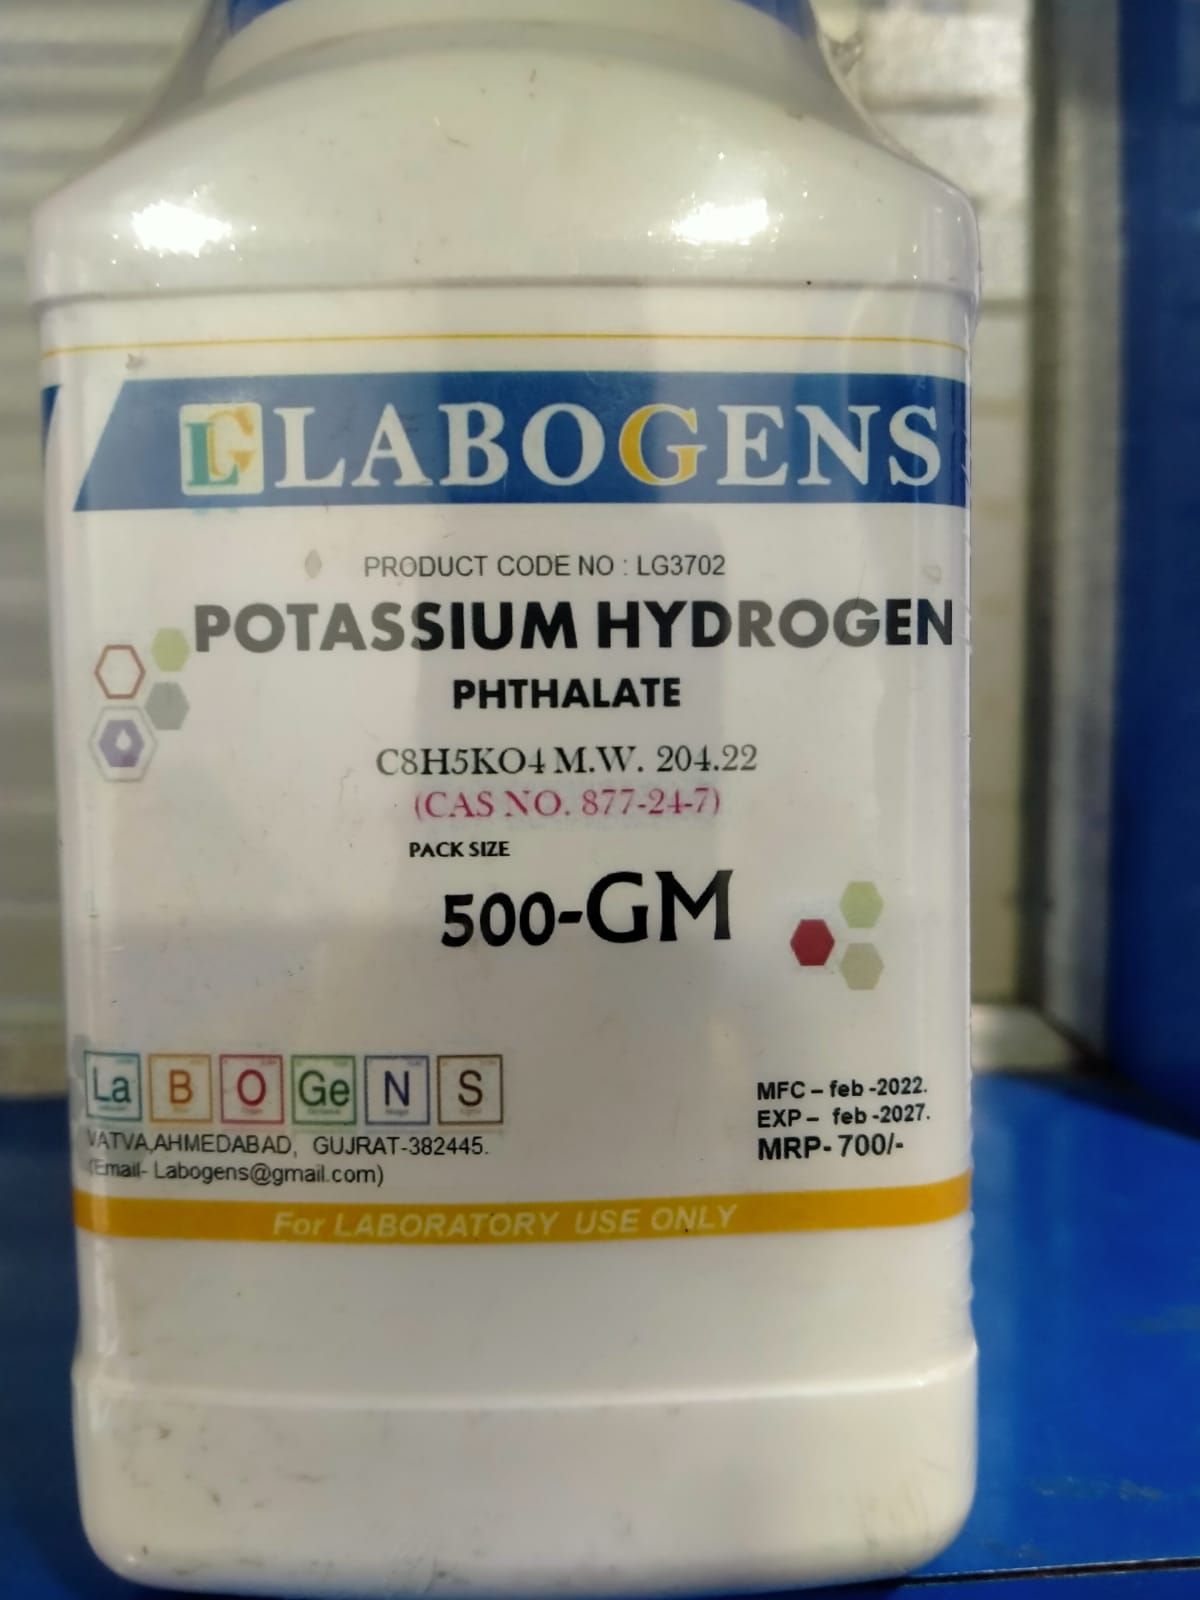 LG LABOGENS
PRODUCT CODE NO : LG3702
POTASSIUM HYDROGEN
PHTHALATE
C8H5KO4 M.W. 204.22
(CAS NO. 877-24-7)
PACK SIZE
500-GM
La B O Ge N S
VATVA,AHMEDABAD, GUJRAT-382445.
(Email- Labogens@gmail.com)
MFC – feb -2022.
EXP – feb -2027.
MRP- 700/-
For LABORATORY USE ONLY